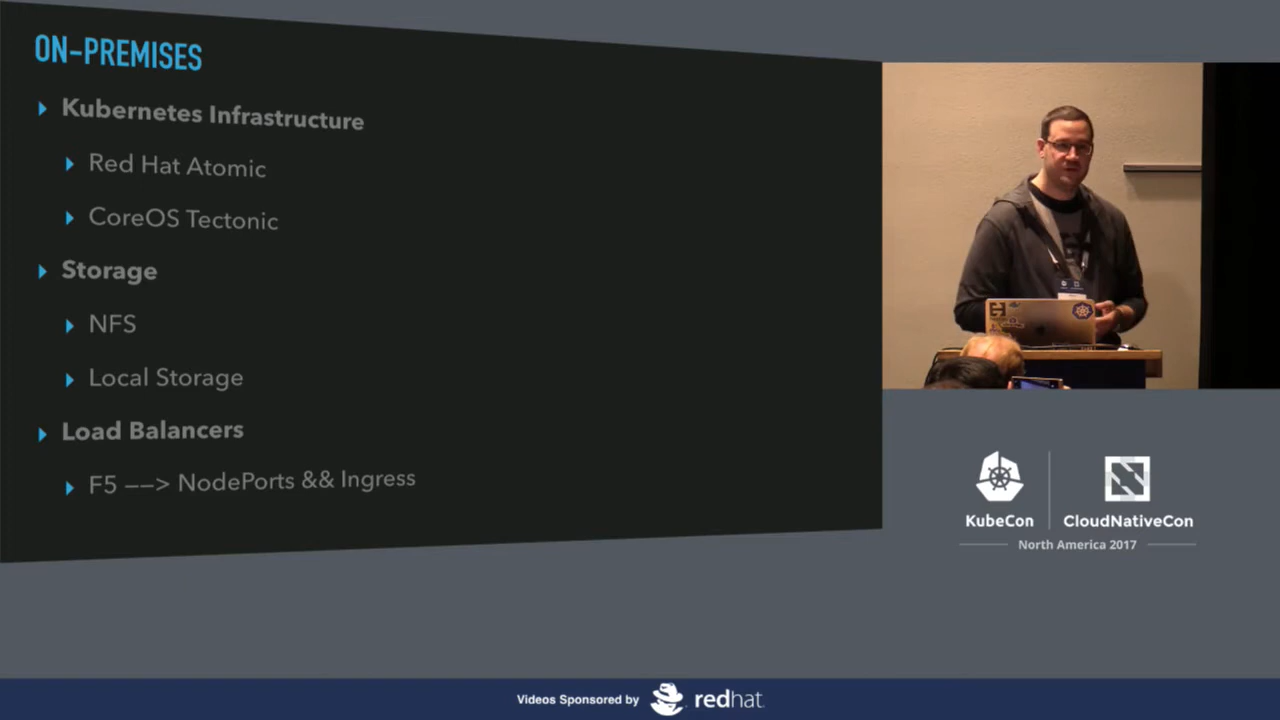 ON-PREMISES
Kubernetes Infrastructure
Red Hat Atomic
CoreOS Tectonic
Storage
NFS
Local Storage
Load Balancers
F5 ––> NodePorts && Ingress
KubeCon
CloudNativeCon
North America 2017
Videos Sponsored by
redhat.